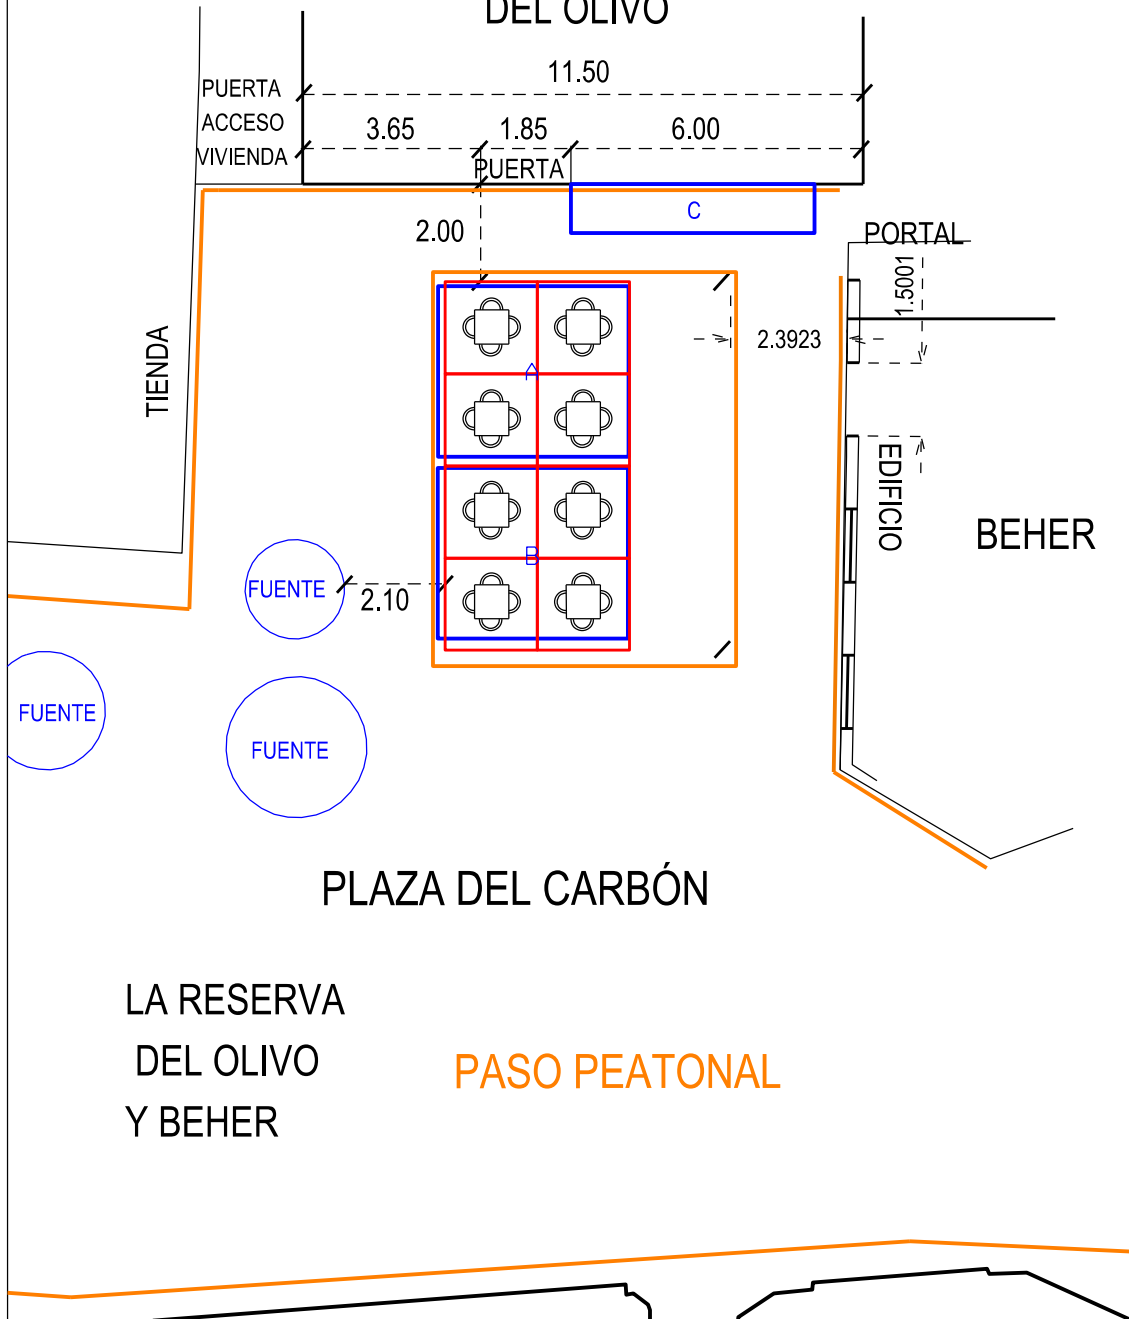 DEL OLIVO
11.50
PUERTA
ACCESO
VIVIENDA
3.65
1.85
6.00
PUERTA
C
2.00
PORTAL
1.5001
2.3923
TIENDA
A
EDIFICIO
BEHER
B
FUENTE
2.10
FUENTE
FUENTE
PLAZA DEL CARBÓN
LA RESERVA
DEL OLIVO
Y BEHER
PASO PEATONAL